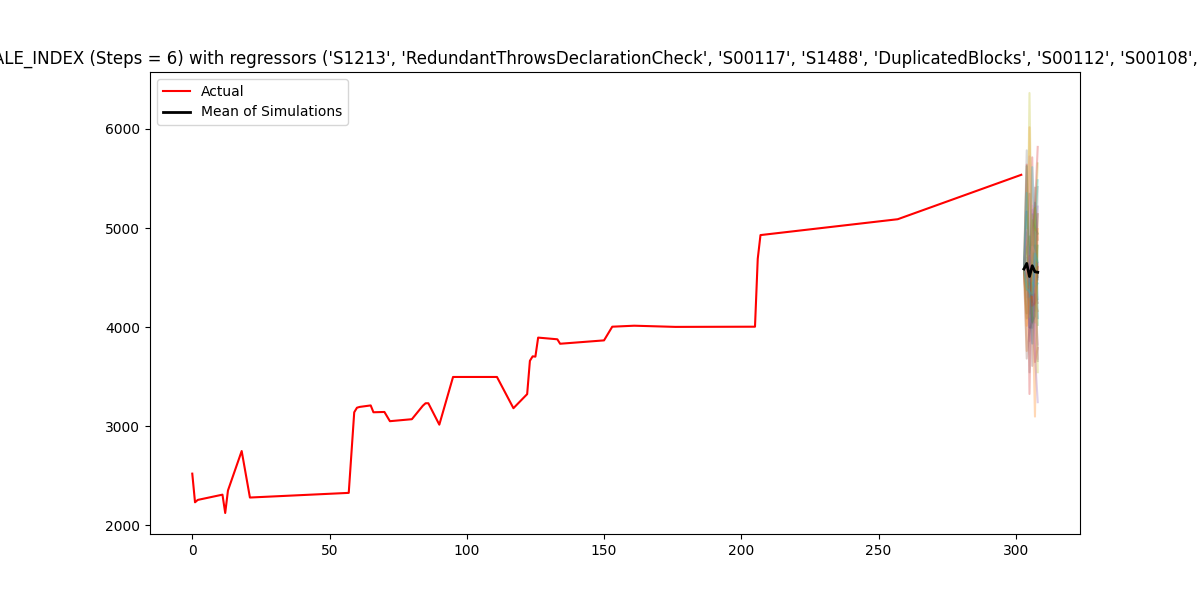 ALE_INDEX (Steps = 6) with regressors ('S1213', 'RedundantThrowsDeclarationCheck', 'S00117', 'S1488', 'DuplicatedBlocks', 'S00112', 'S00108',
Actual
Mean of Simulations
6000
5000
4000
3000
2000
0 50 100 150 200 250 300